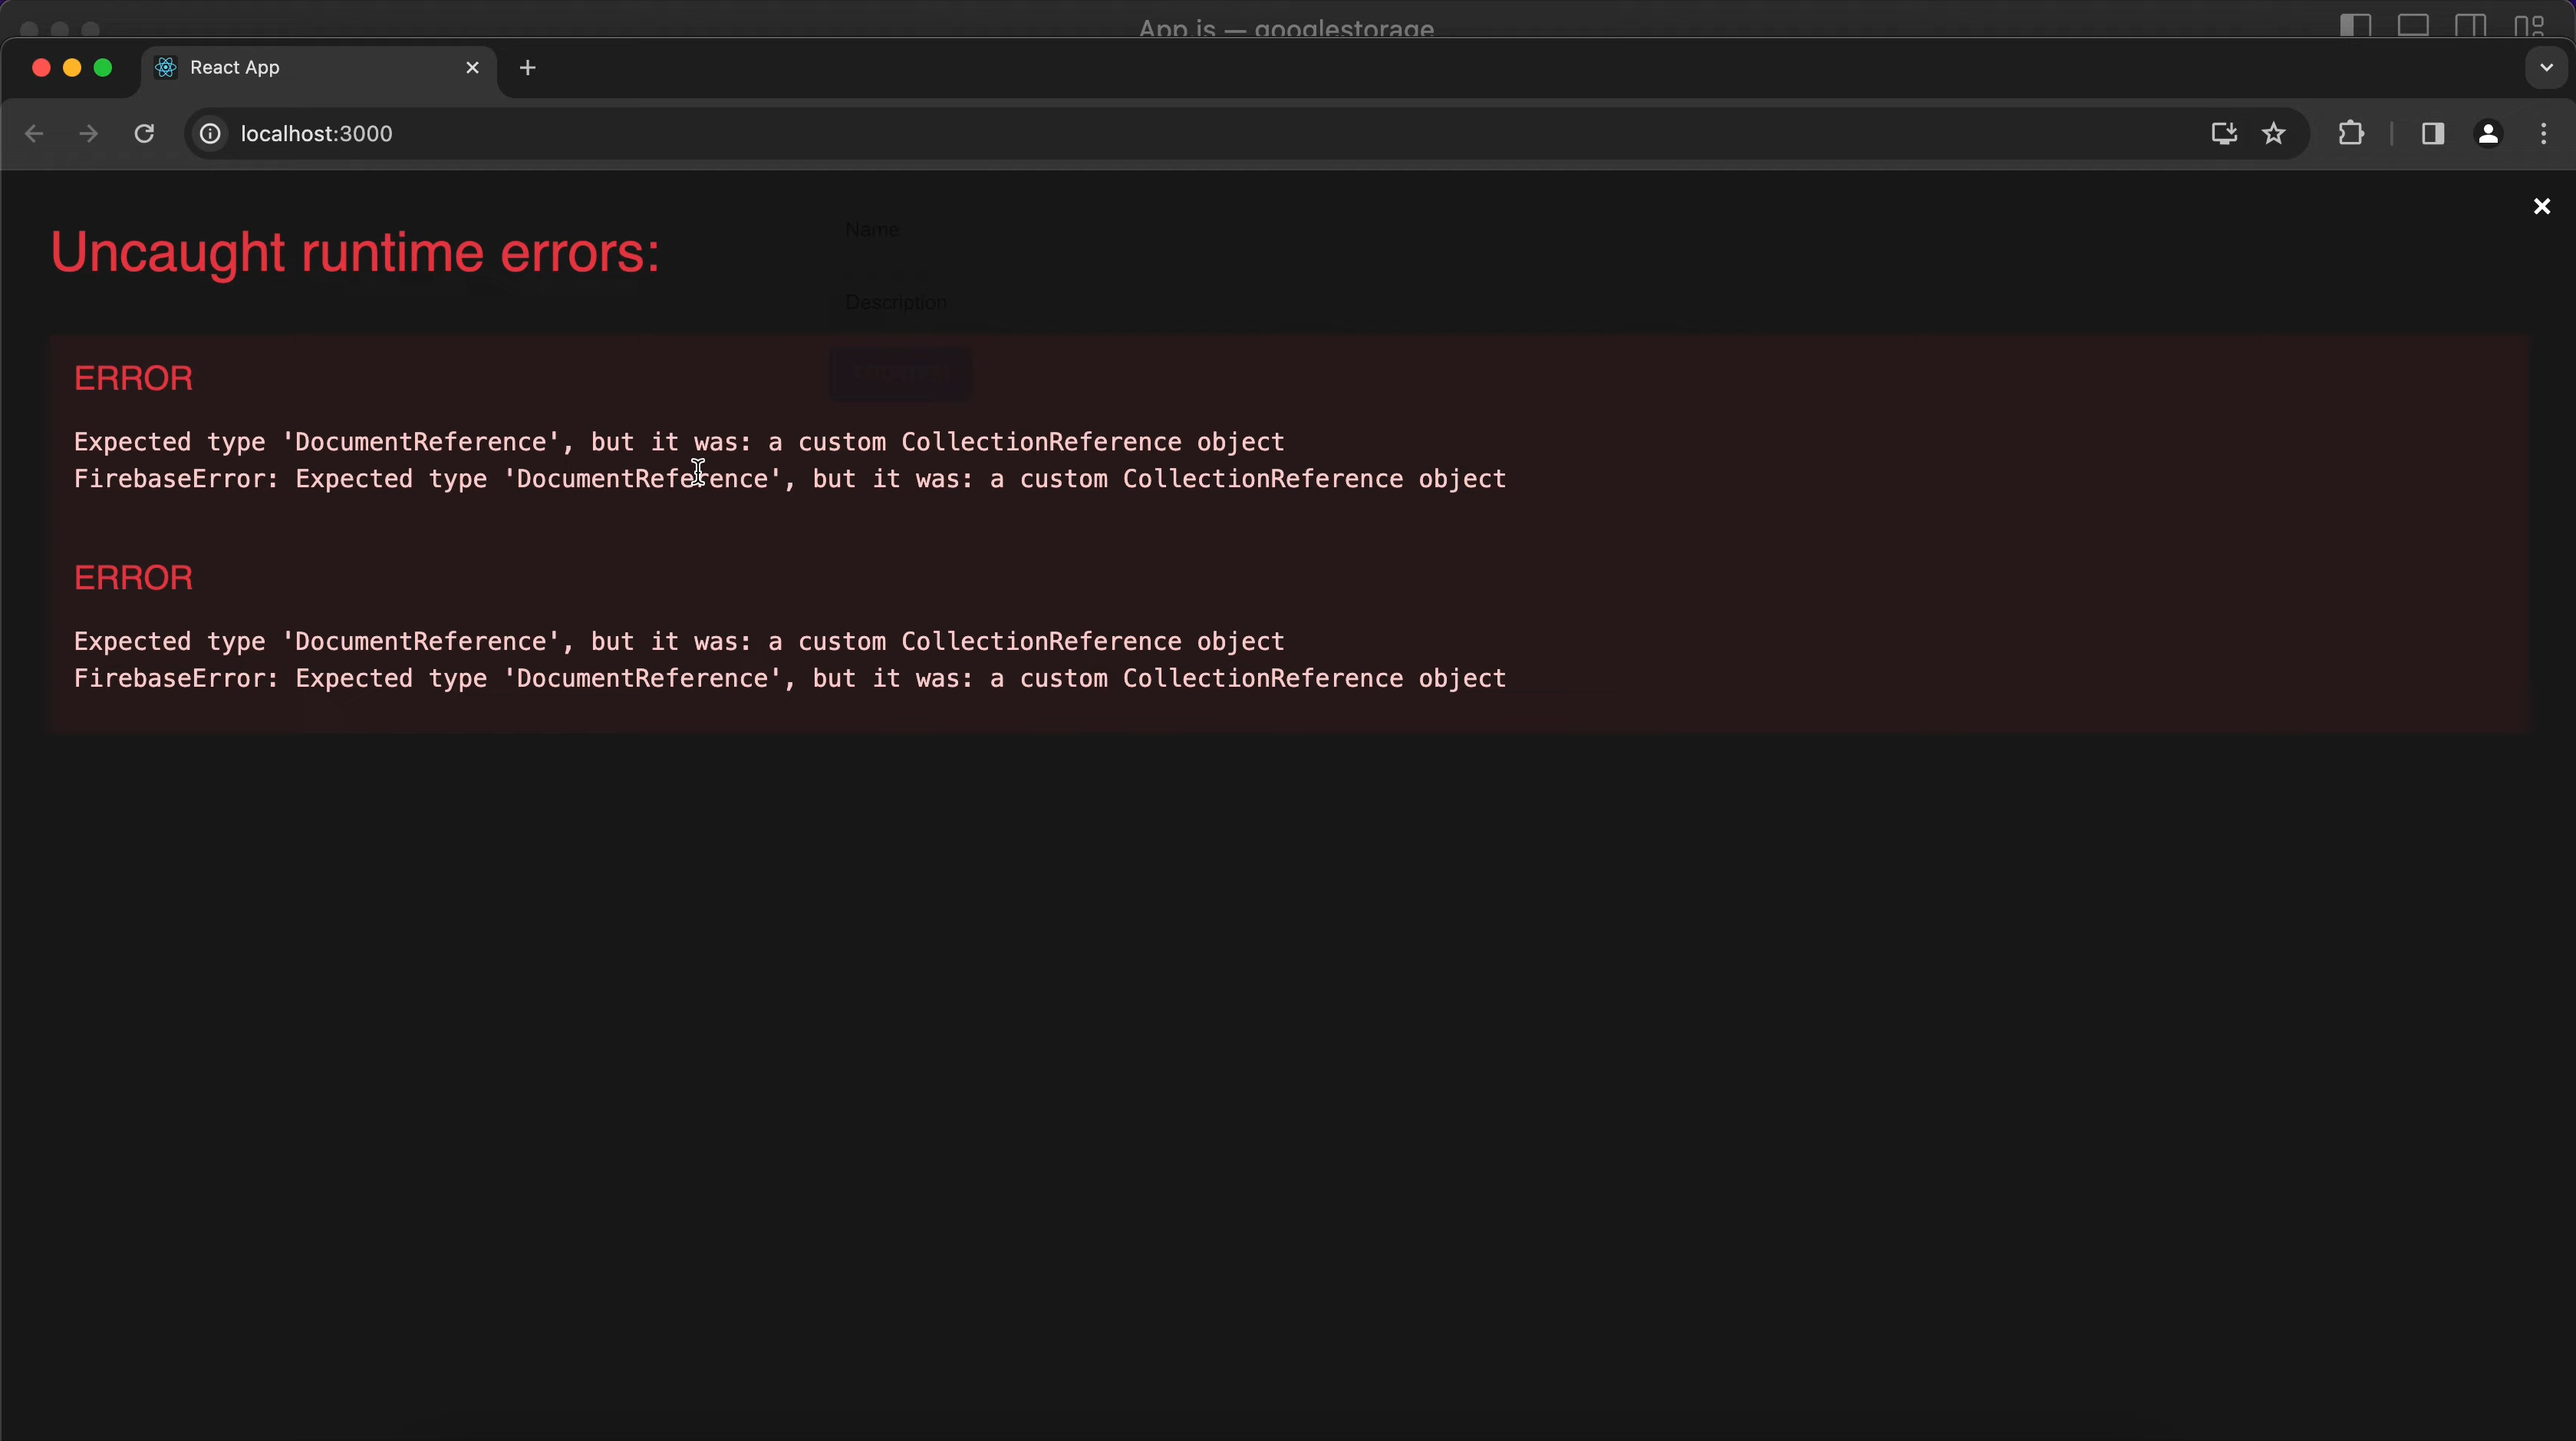 App.js — googlestorage
React App
localhost:3000
Name
Uncaught runtime errors:
Description
ERROR
Expected type 'DocumentReference', but it was: a custom CollectionReference object
FirebaseError: Expected type 'DocumentReference', but it was: a custom CollectionReference object
ERROR
Expected type 'DocumentReference', but it was: a custom CollectionReference object
FirebaseError: Expected type 'DocumentReference', but it was: a custom CollectionReference object